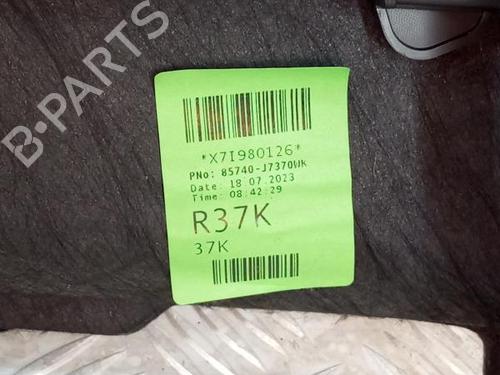 B-PARTS
*X7I980126*
PNo: 85740-J7370WK
Date: 18.07.2023
Time: 08:42:29
R37K
37K